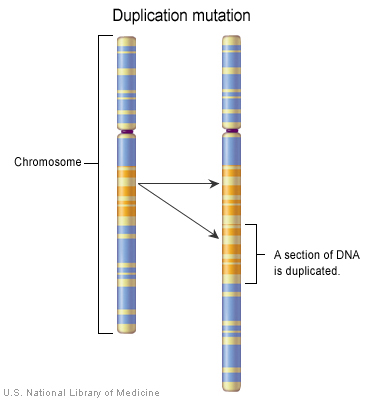 Duplication mutation
Chromosome
A section of DNA
is duplicated.
U.S. National Library of Medicine